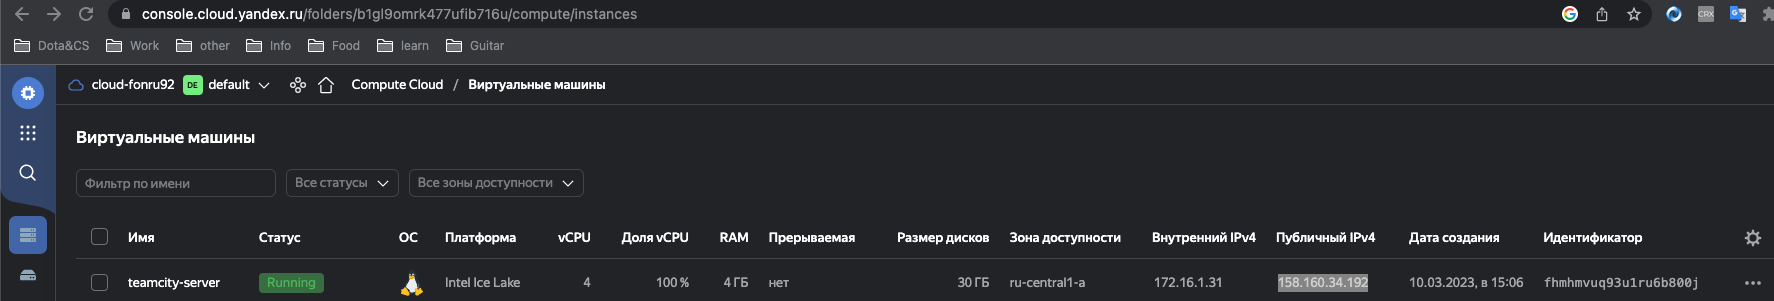 console.cloud.yandex.ru/folders/b1gl9omrk477ufib716u/compute/instances CRX
Dota&CS Work other Info Food learn Guitar
cloud-fonru92 DE default Compute Cloud / Виртуальные машины
Виртуальные машины
Фильтр по имени Все статусы Все зоны доступности
Имя Статус ОС Платформа vCPU Доля vCPU RAM Прерываемая Размер дисков Зона доступности Внутренний IPv4 Публичный IPv4 Дата создания Идентификатор
teamcity-server Running Intel Ice Lake 4 100 % 4 ГБ нет 30 ГБ ru-central1-a 172.16.1.31 158.160.34.192 10.03.2023, в 15:06 fhmhmvuq93u1ru6b800j